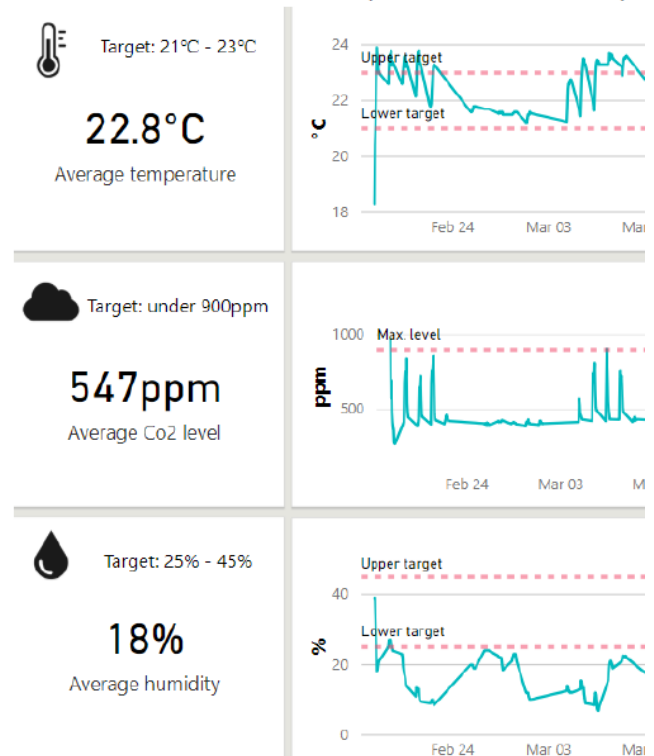 Target: 21°C - 23°C
22.8°C
Average temperature
°C
24
Upper target
22
Lower target
20
18
Feb 24
Mar 03
Target: under 900ppm
547ppm
Average Co2 level
ppm
1000
Max. level
500
Feb 24
Mar 03
Target: 25% - 45%
18%
Average humidity
%
Upper target
40
Lower target
20
0
Feb 24
Mar 03